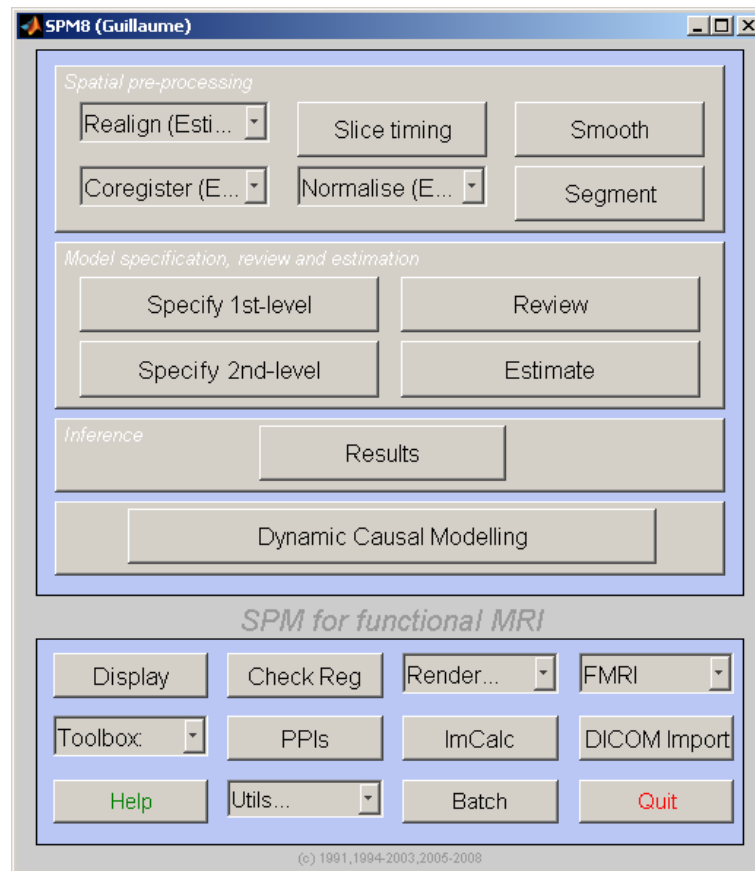 SPM8 (Guillaume)
Spatial pre-processing
Realign (Esti...
Slice timing
Smooth
Coregister (E...
Normalise (E...
Segment
Model specification, review and estimation
Specify 1st-level
Review
Specify 2nd-level
Estimate
Inference
Results
Dynamic Causal Modelling
SPM for functional MRI
Display
Check Reg
Render...
FMRI
Toolbox:
PPIs
ImCalc
DICOM Import
Help
Utils...
Batch
Quit
(c) 1991,1994-2003,2005-2008